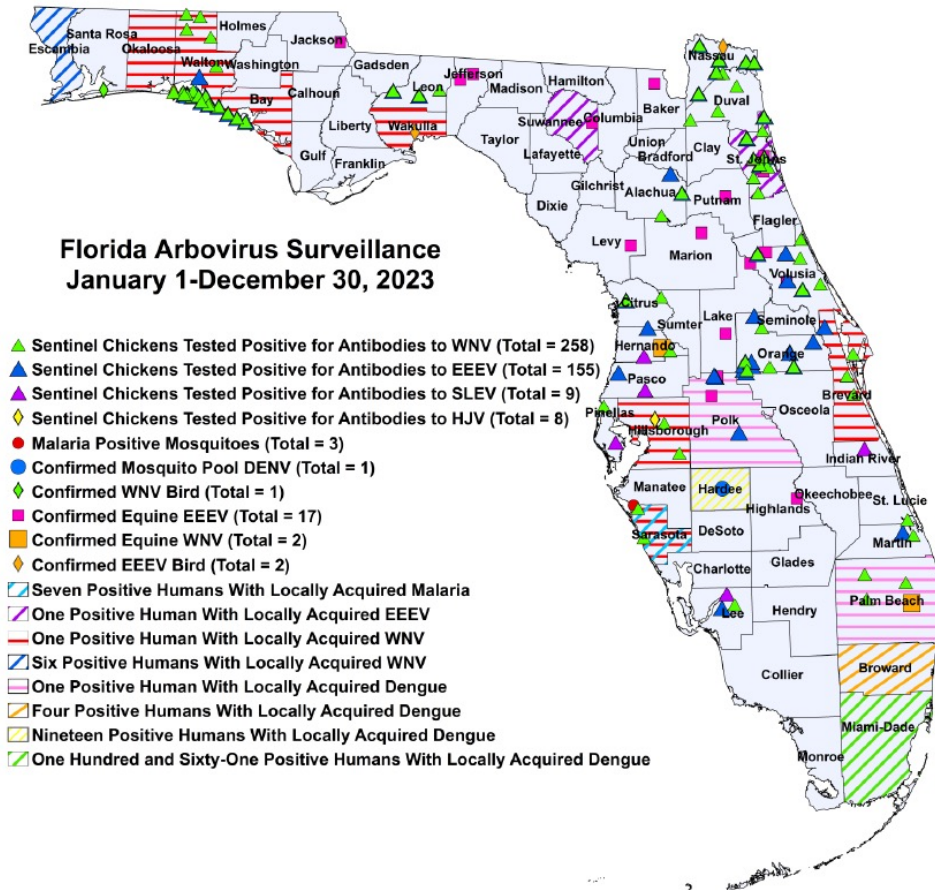 Holmes
Santa Rosa
Jackson
Escambia
Okaloosa
Walton
Washington
Gadsden
Jefferson
Hamilton
Nassau
Leon
Madison
Calhoun
Bay
Baker
Duval
Suwannee
Columbia
Liberty
Wakulla
Taylor
Union
Clay
Bradford
Lafayette
St. Johns
Gulf
Franklin
Gilchrist
Alachua
Putnam
Dixie
Flagler
Levy
Marion
Florida Arbovirus Surveillance
January 1-December 30, 2023
Volusia
Citrus
Lake
Seminole
Sumter
Hernando
Orange
Pasco
Brevard
Osceola
Pinellas
Polk
Hillsborough
Indian River
Manatee
Hardee
Okeechobee
Highlands
St. Lucie
Sarasota
DeSoto
Martin
Charlotte
Glades
Palm Beach
Lee
Hendry
Broward
Collier
Miami-Dade
Monroe
Sentinel Chickens Tested Positive for Antibodies to WNV (Total = 258)
Sentinel Chickens Tested Positive for Antibodies to EEEV (Total = 155)
Sentinel Chickens Tested Positive for Antibodies to SLEV (Total = 9)
Sentinel Chickens Tested Positive for Antibodies to HJV (Total = 8)
Malaria Positive Mosquitoes (Total = 3)
Confirmed Mosquito Pool DENV (Total = 1)
Confirmed WNV Bird (Total = 1)
Confirmed Equine EEEV (Total = 17)
Confirmed Equine WNV (Total = 2)
Confirmed EEEV Bird (Total = 2)
Seven Positive Humans With Locally Acquired Malaria
One Positive Human With Locally Acquired EEEV
One Positive Human With Locally Acquired WNV
Six Positive Humans With Locally Acquired WNV
One Positive Human With Locally Acquired Dengue
Four Positive Humans With Locally Acquired Dengue
Nineteen Positive Humans With Locally Acquired Dengue
One Hundred and Sixty-One Positive Humans With Locally Acquired Dengue